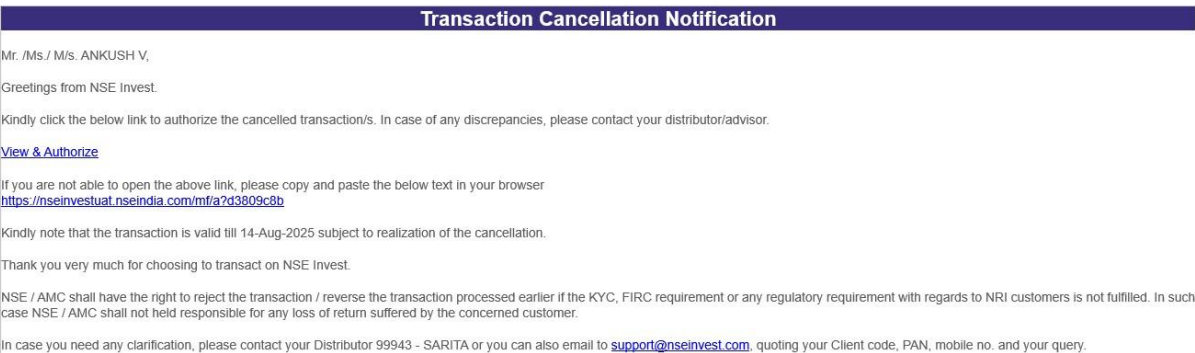 Transaction Cancellation Notification
Mr. /Ms./ M/s. ANKUSH V,
Greetings from NSE Invest.
Kindly click the below link to authorize the cancelled transaction/s. In case of any discrepancies, please contact your distributor/advisor.
View & Authorize
If you are not able to open the above link, please copy and paste the below text in your browser
https://nseinvestuat.nseindia.com/mf/a?d3809c8b
Kindly note that the transaction is valid till 14-Aug-2025 subject to realization of the cancellation.
Thank you very much for choosing to transact on NSE Invest.
NSE / AMC shall have the right to reject the transaction / reverse the transaction processed earlier if the KYC, FIRC requirement or any regulatory requirement with regards to NRI customers is not fulfilled. In such
case NSE / AMC shall not held responsible for any loss of return suffered by the concerned customer.
In case you need any clarification, please contact your Distributor 99943 - SARITA or you can also email to support@nseinvest.com, quoting your Client code, PAN, mobile no. and your query.